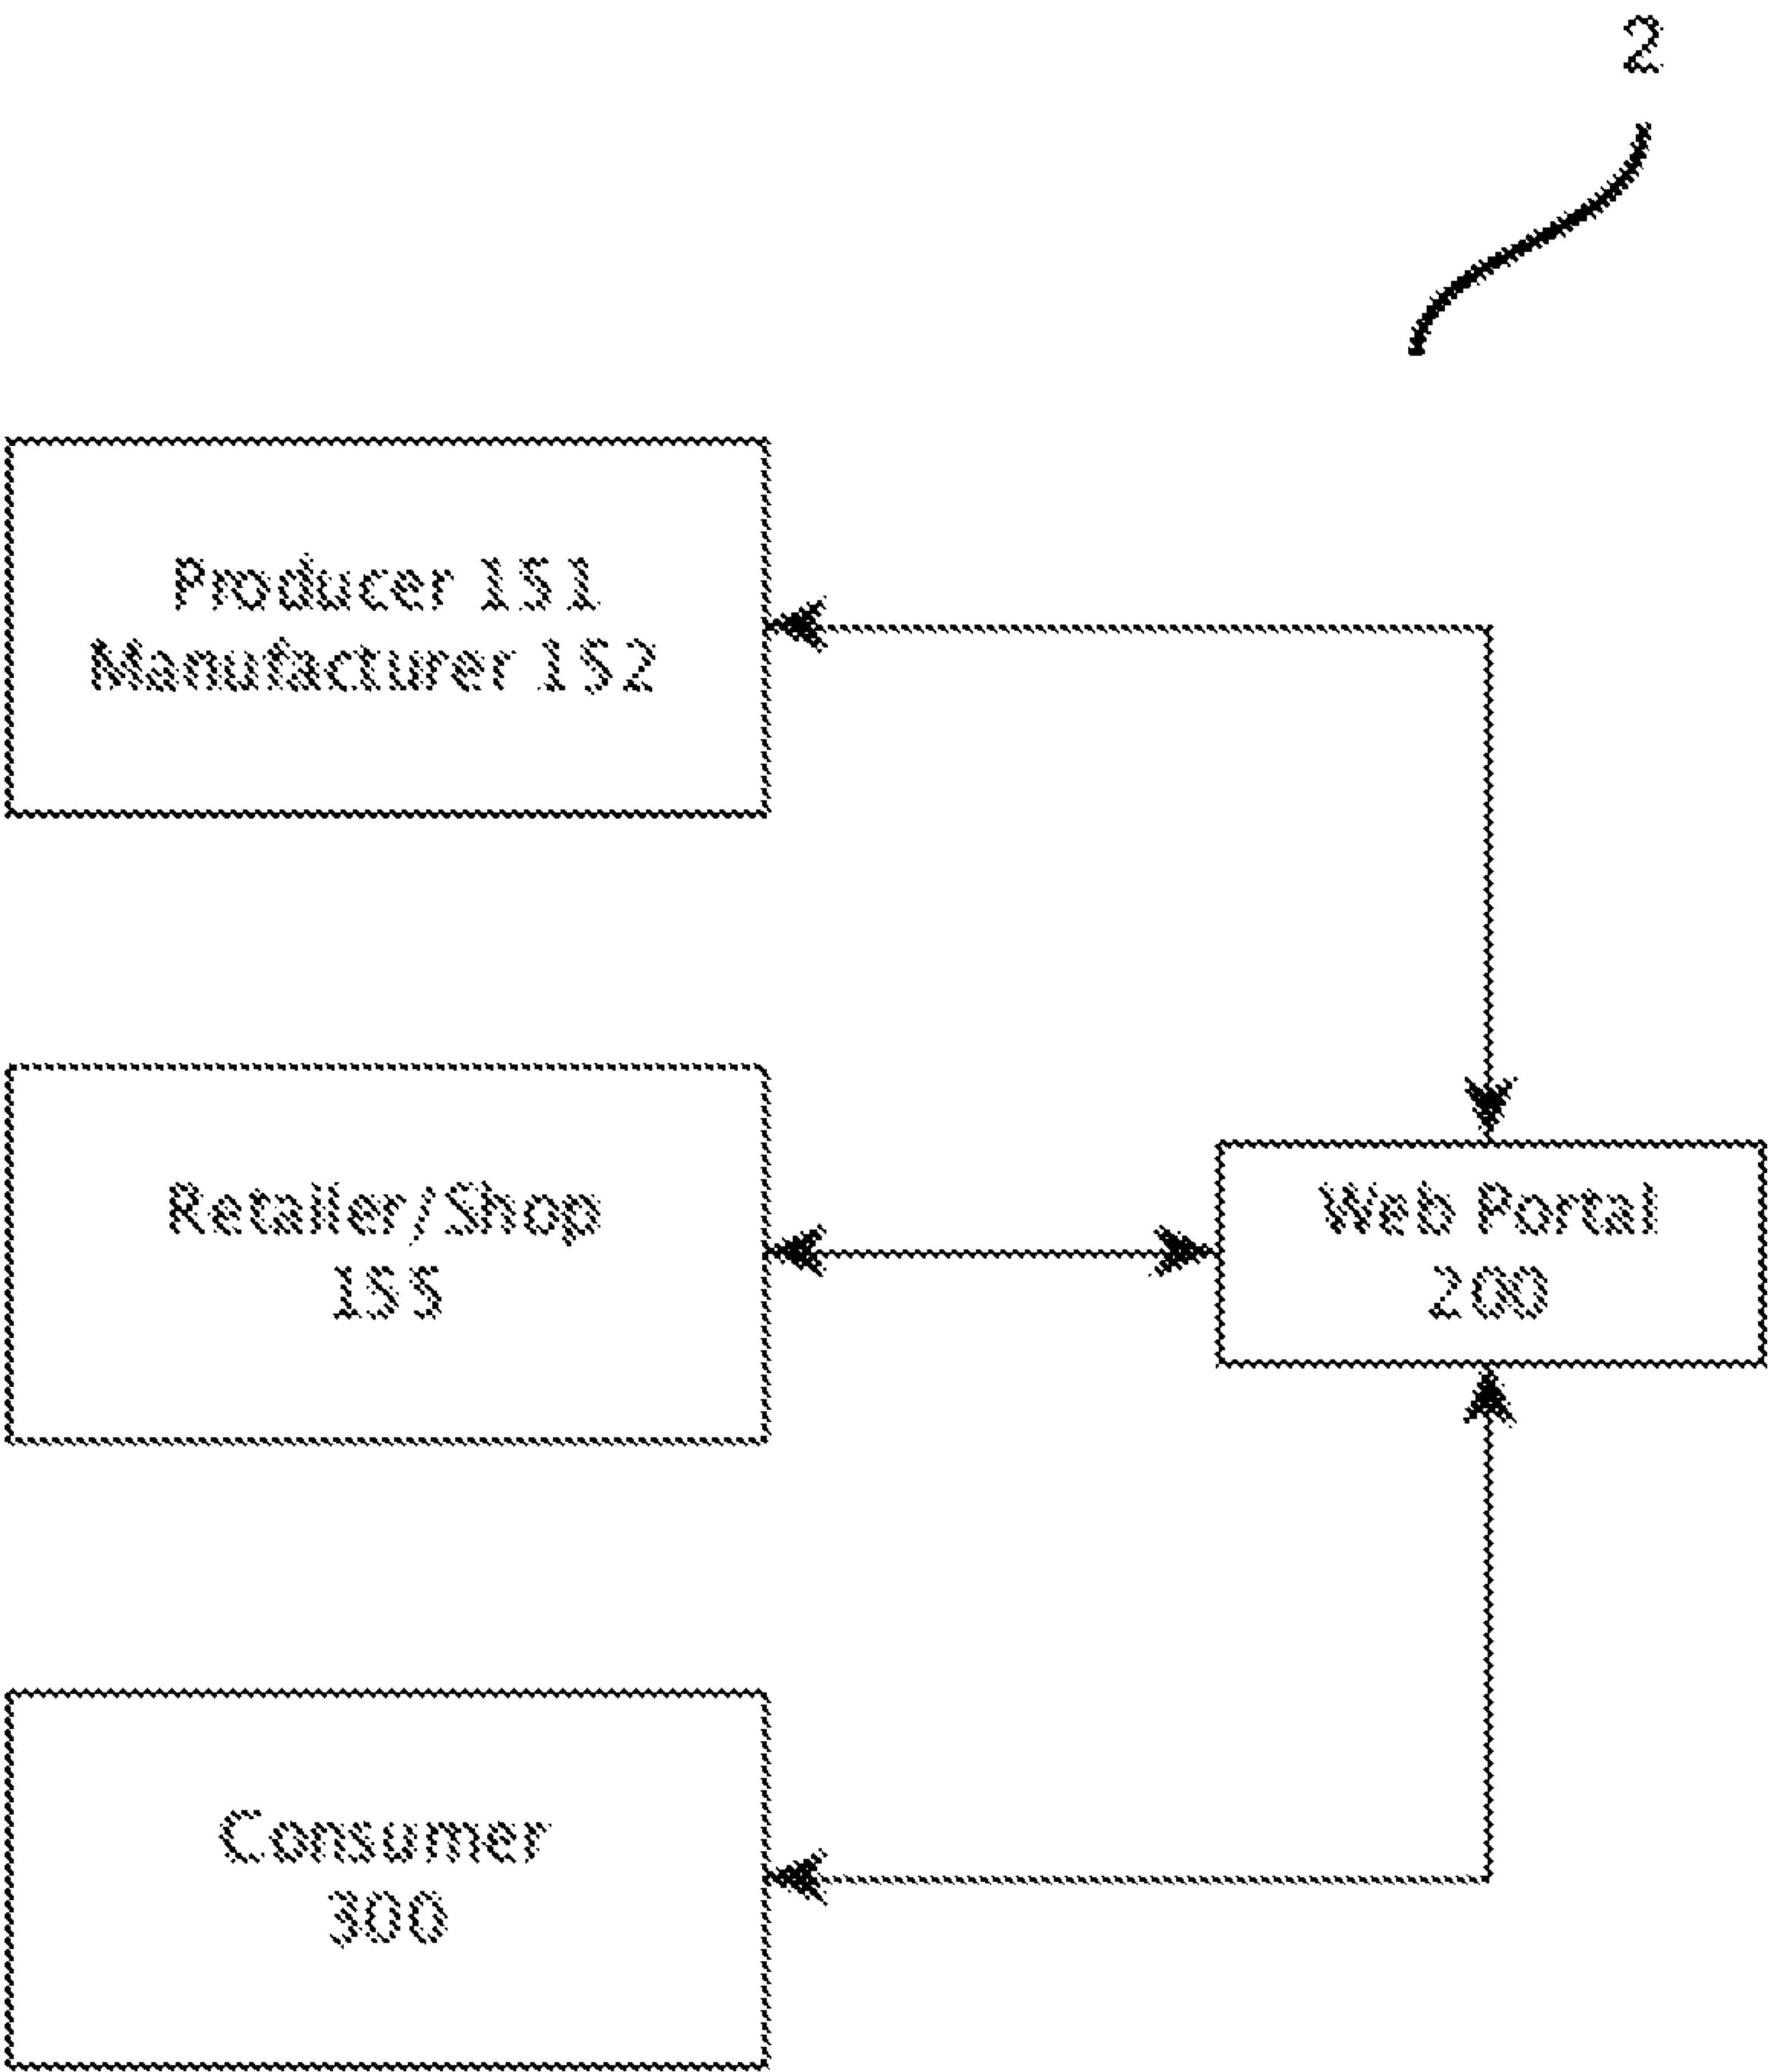 2
Producer 151
Manufacturer 152
Retailer/Shop
155
Web Portal
200
Consumer
300